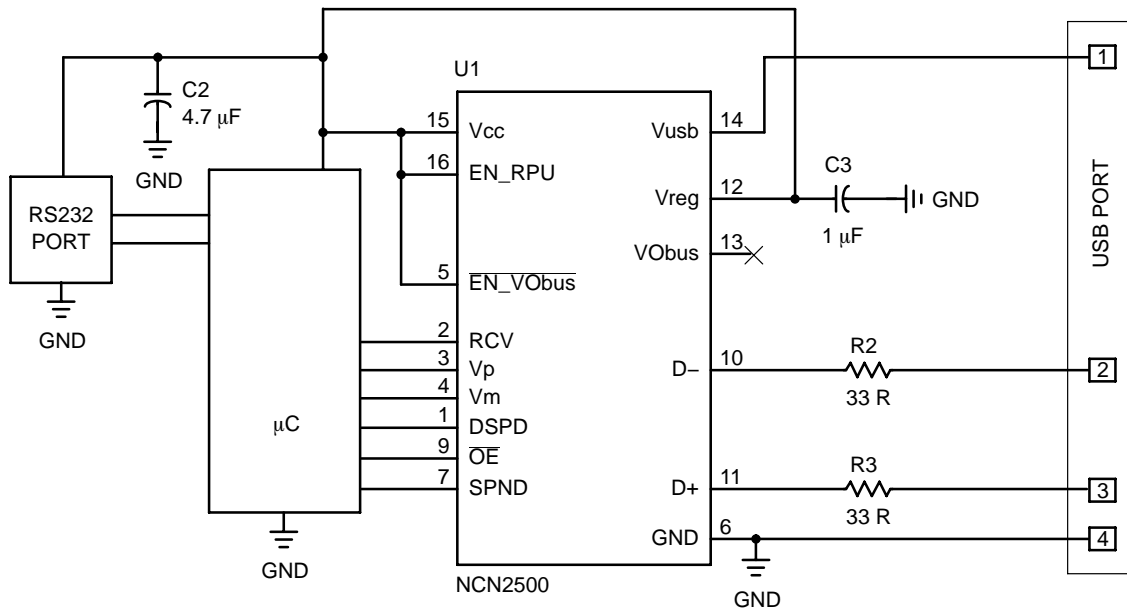 U1
1
C2
4.7 μF
GND
15
Vcc
Vusb
14
16
EN_RPU
C3
RS232
PORT
Vreg
12
GND
1 μF
VObus
13
USB PORT
5
EN_VObus
GND
2
RCV
R2
3
Vp
D–
10
2
4
Vm
33 R
μC
1
DSPD
9
OE
R3
7
SPND
D+
11
3
33 R
GND
6
4
GND
NCN2500
GND